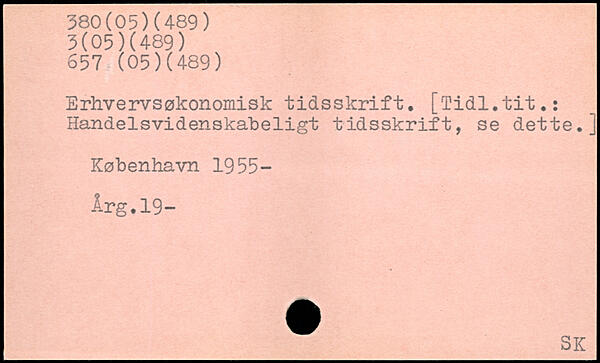 380(05)(489)
3(05)(489)
657 (05)(489)
Erhvervsøkonomisk tidsskrift. [Tidl.tit.:
Handelsvidenskabeligt tidsskrift, se dette.]
København 1955-
Årg.19-
SK